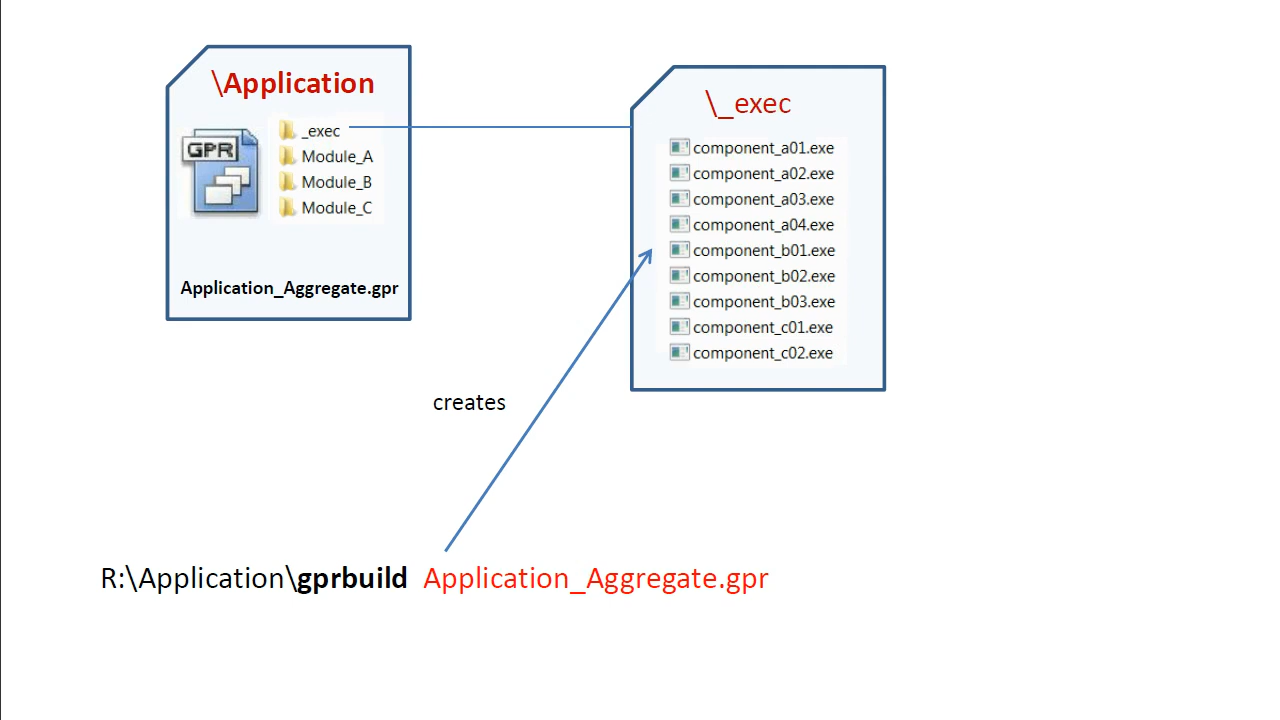 \Application
GPR
_exec
Module_A
Module_B
Module_C
Application_Aggregate.gpr
\_exec
component_a01.exe
component_a02.exe
component_a03.exe
component_a04.exe
component_b01.exe
component_b02.exe
component_b03.exe
component_c01.exe
component_c02.exe
creates
R:\Application\gprbuild Application_Aggregate.gpr